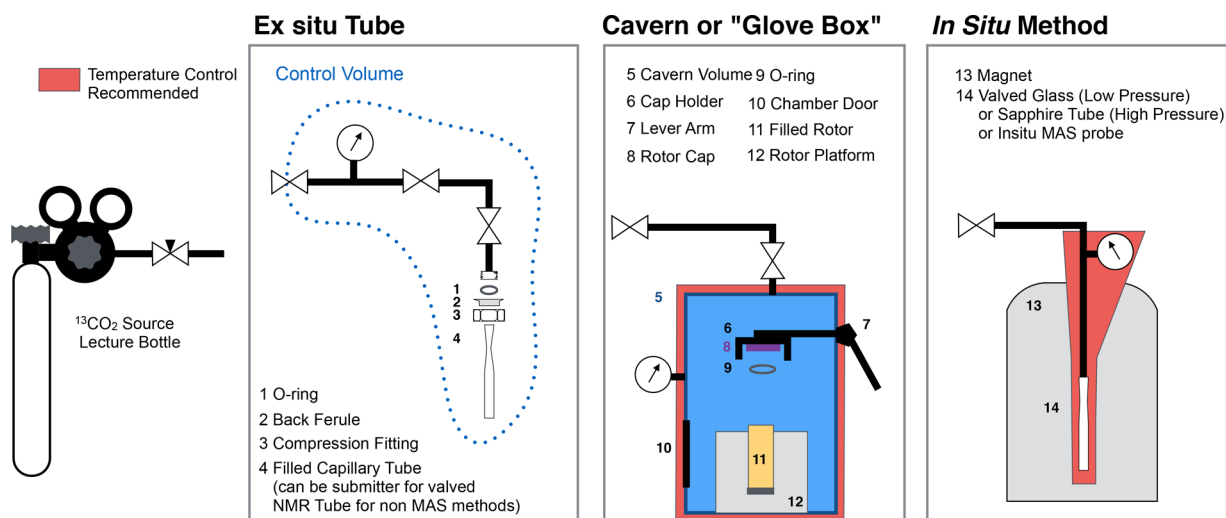 Ex situ Tube
Cavern or "Glove Box"
In Situ Method
Temperature Control
Recommended
¹³CO₂ Source
Lecture Bottle
Control Volume
1
2
3
4
1 O-ring
2 Back Ferule
3 Compression Fitting
4 Filled Capillary Tube
(can be submitter for valved
NMR Tube for non MAS methods)
5 Cavern Volume 9 O-ring
6 Cap Holder 10 Chamber Door
7 Lever Arm 11 Filled Rotor
8 Rotor Cap 12 Rotor Platform
5
6
7
8
9
10
11
12
13 Magnet
14 Valved Glass (Low Pressure)
or Sapphire Tube (High Pressure)
or Insitu MAS probe
13
14